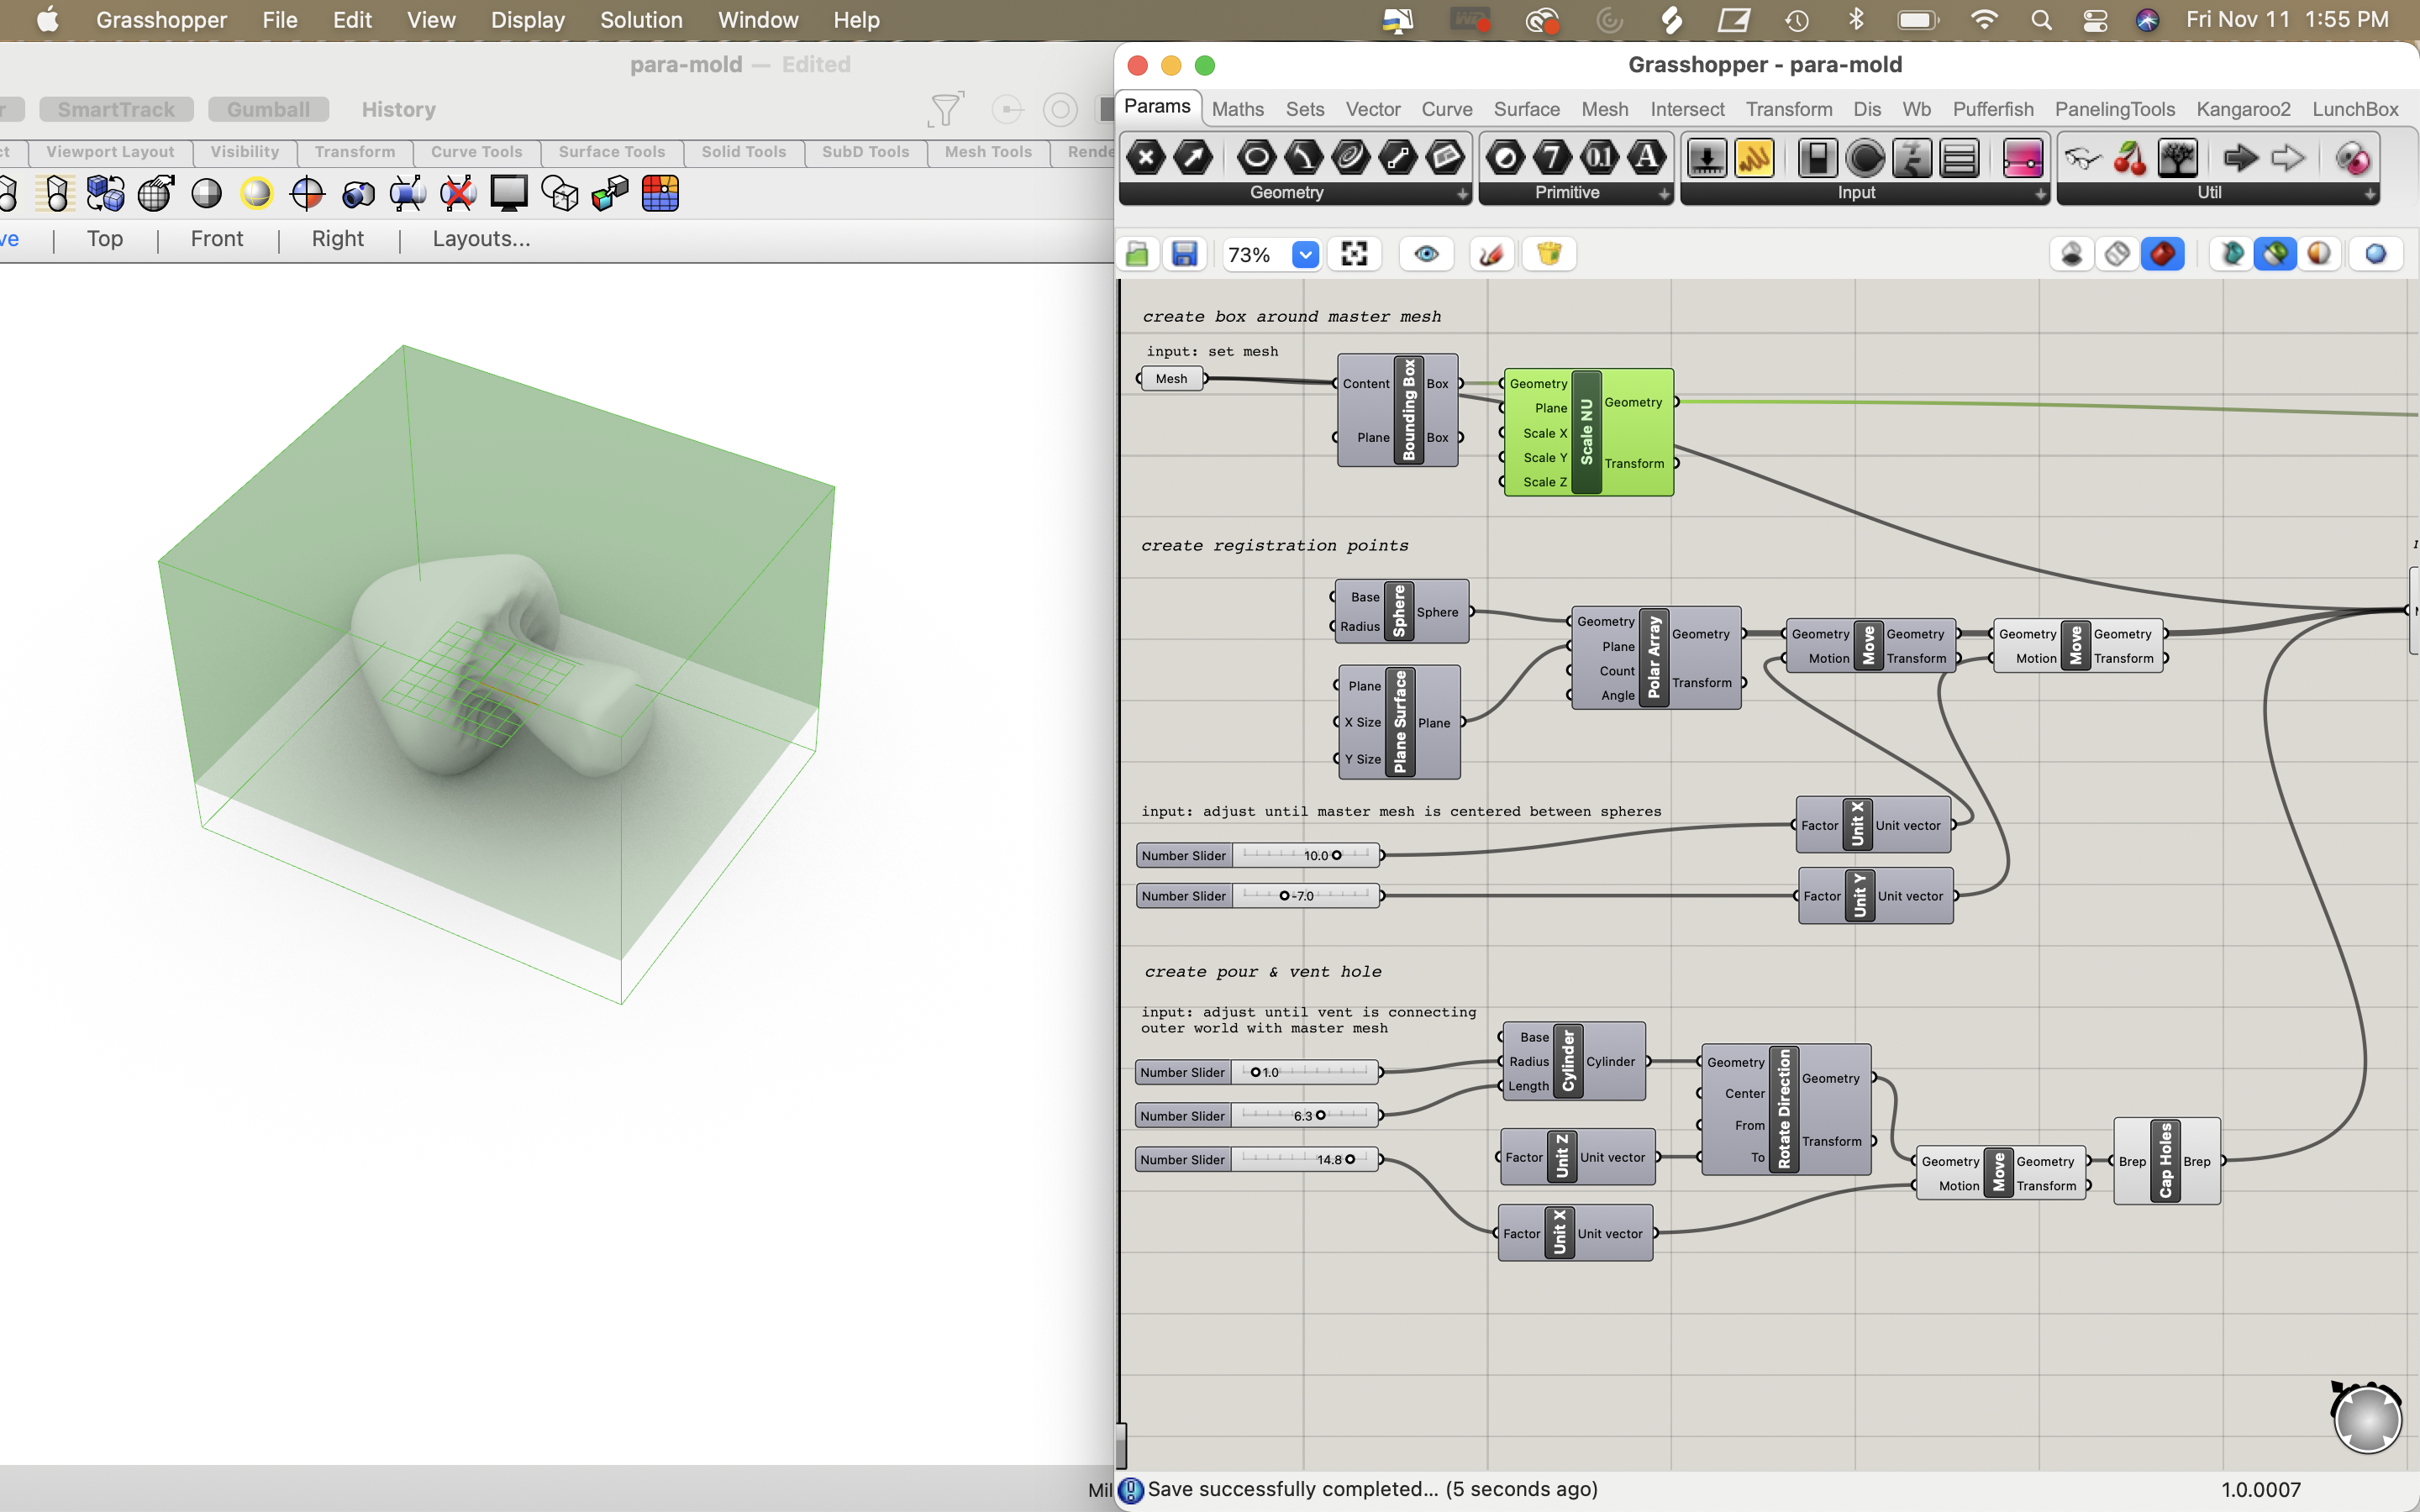 Grasshopper File Edit View Display Solution Window Help Fri Nov 11 1:55 PM
para-mold — Edited
SmartTrack Gumball History
Viewport Layout Visibility Transform Curve Tools Surface Tools Solid Tools SubD Tools Mesh Tools
Top | Front | Right | Layouts...
Grasshopper - para-mold
Params Maths Sets Vector Curve Surface Mesh Intersect Transform Dis Wb Pufferfish PanelingTools Kangaroo2 LunchBox
Geometry Primitive Input Util
73%
create box around master mesh
input: set mesh
Mesh
Content Plane Bounding Box Box Box
Geometry Plane Scale X Scale Y Scale Z Scale NU Geometry Transform
create registration points
Base Radius Sphere Sphere
Plane X Size Y Size Plane Surface Plane
Geometry Plane Count Angle Polar Array Geometry Transform
Geometry Motion Move Geometry Transform
Geometry Motion Move Geometry Transform
input: adjust until master mesh is centered between spheres
Number Slider 10.0
Factor Unit X Unit vector
Number Slider -7.0
Factor Unit Y Unit vector
create pour & vent hole
input: adjust until vent is connecting
outer world with master mesh
Number Slider 1.0
Number Slider 6.3
Number Slider 14.8
Base Radius Length Cylinder Cylinder
Factor Unit Z Unit vector
Factor Unit X Unit vector
Geometry Center From To Rotate Direction Geometry Transform
Geometry Motion Move Geometry Transform
Brep Cap Holes Brep
Save successfully completed... (5 seconds ago)
1.0.0007